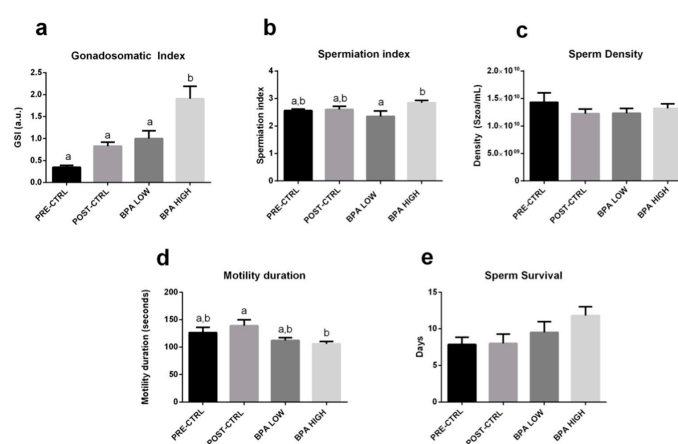 a
Gonadosomatic Index
GSI (a.u.)
2.5
2.0
1.5
1.0
0.5
0.0
a
a
a
b
PRE-CTRL
POST-CTRL
BPA LOW
BPA HIGH
b
Spermiation index
Spermiation index
4
3
2
1
0
a,b
a,b
a
b
PRE-CTRL
POST-CTRL
BPA LOW
BPA HIGH
c
Sperm Density
Density (Szoa/mL)
2.0×10¹⁰
1.5×10¹⁰
1.0×10¹⁰
5.0×10⁰⁹
0
PRE-CTRL
POST-CTRL
BPA LOW
BPA HIGH
d
Motility duration
Motility duration (seconds)
200
150
100
50
0
a,b
a
a,b
b
PRE-CTRL
POST-CTRL
BPA LOW
BPA HIGH
e
Sperm Survival
Days
15
10
5
0
PRE-CTRL
POST-CTRL
BPA LOW
BPA HIGH